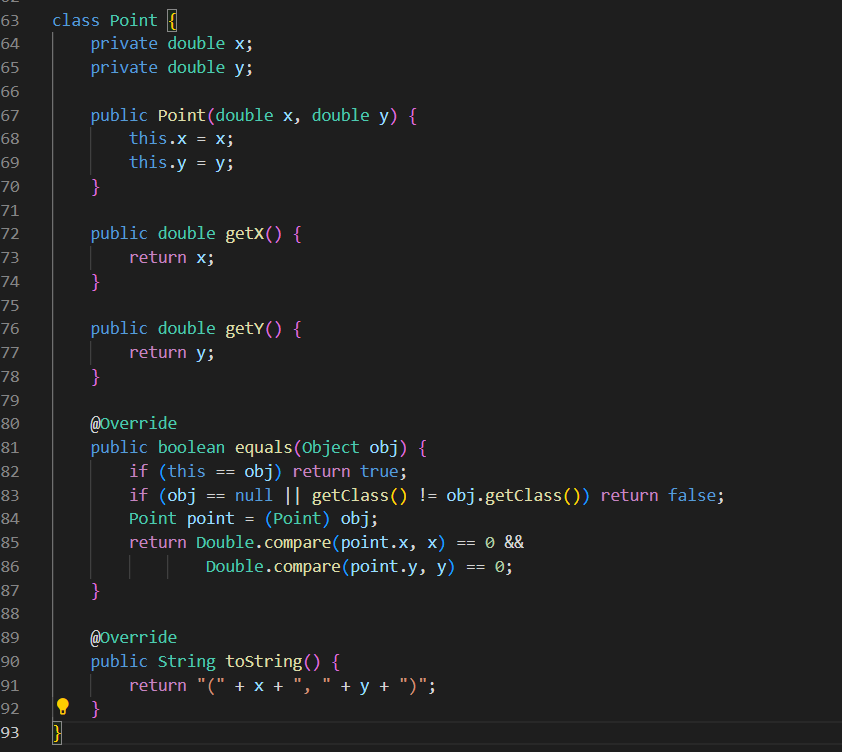 63 class Point {
64     private double x;
65     private double y;
66
67     public Point(double x, double y) {
68         this.x = x;
69         this.y = y;
70     }
71
72     public double getX() {
73         return x;
74     }
75
76     public double getY() {
77         return y;
78     }
79
80     @Override
81     public boolean equals(Object obj) {
82         if (this == obj) return true;
83         if (obj == null || getClass() != obj.getClass()) return false;
84         Point point = (Point) obj;
85         return Double.compare(point.x, x) == 0 &&
86                 Double.compare(point.y, y) == 0;
87     }
88
89     @Override
90     public String toString() {
91         return "(" + x + ", " + y + ")";
92     }
93 }